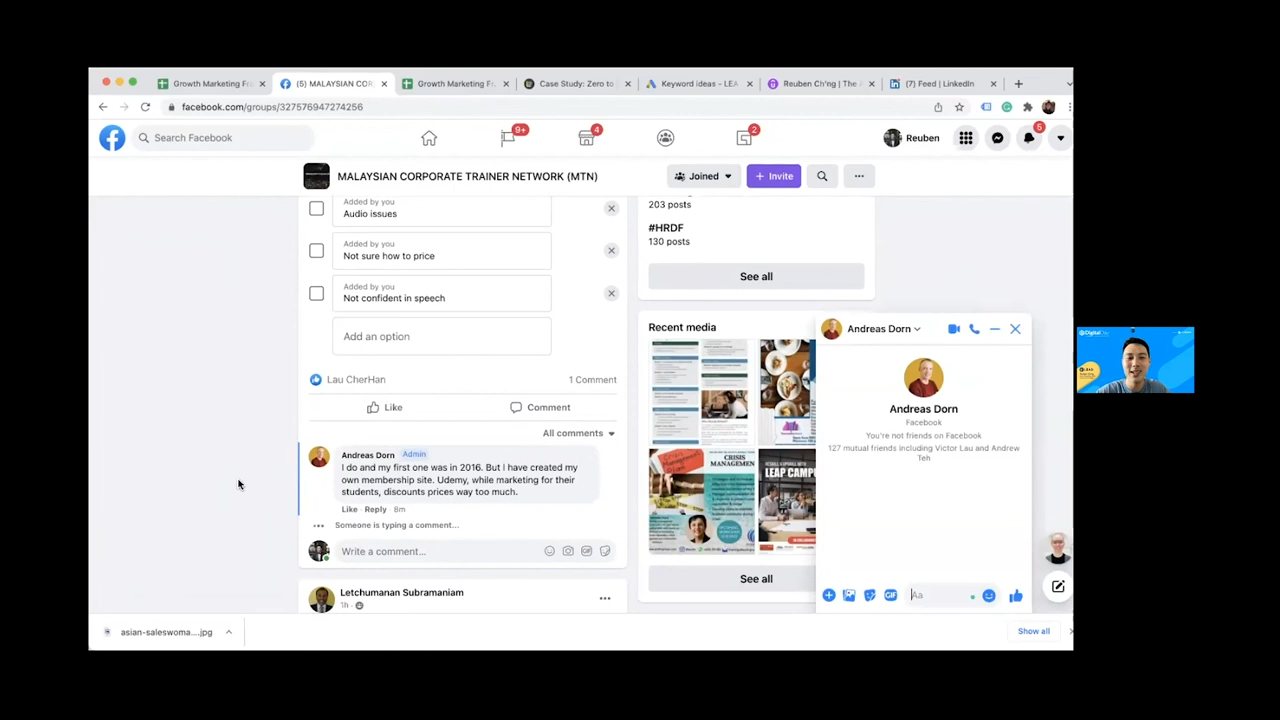 Growth Marketing Fr
(5) MALAYSIAN COR
Growth Marketing Fr
Case Study: Zero to
Keyword ideas - LEA
Reuben Ch'ng | The
(7) Feed | LinkedIn
facebook.com/groups/327576947274256
Search Facebook
9+
4
2
Reuben
5
MALAYSIAN CORPORATE TRAINER NETWORK (MTN)
Joined
+ Invite
Added by you
Audio issues
Added by you
Not sure how to price
Added by you
Not confident in speech
Add an option
Lau CherHan
1 Comment
Like
Comment
All comments
Andreas Dorn Admin
I do and my first one was in 2016. But I have created my
own membership site. Udemy, while marketing for their
students, discounts prices way too much.
Like · Reply · 8m
Someone is typing a comment...
Write a comment...
GIF
Letchumanan Subramaniam
1h ·
203 posts
#HRDF
130 posts
See all
Recent media
CRISIS
MANAGEMENT
LEAP CAMP
See all
Andreas Dorn
Andreas Dorn
Facebook
You're not friends on Facebook
127 mutual friends including Victor Lau and Andrew
Teh
GIF
Aa
asian-saleswoma....jpg
Show all
Digital